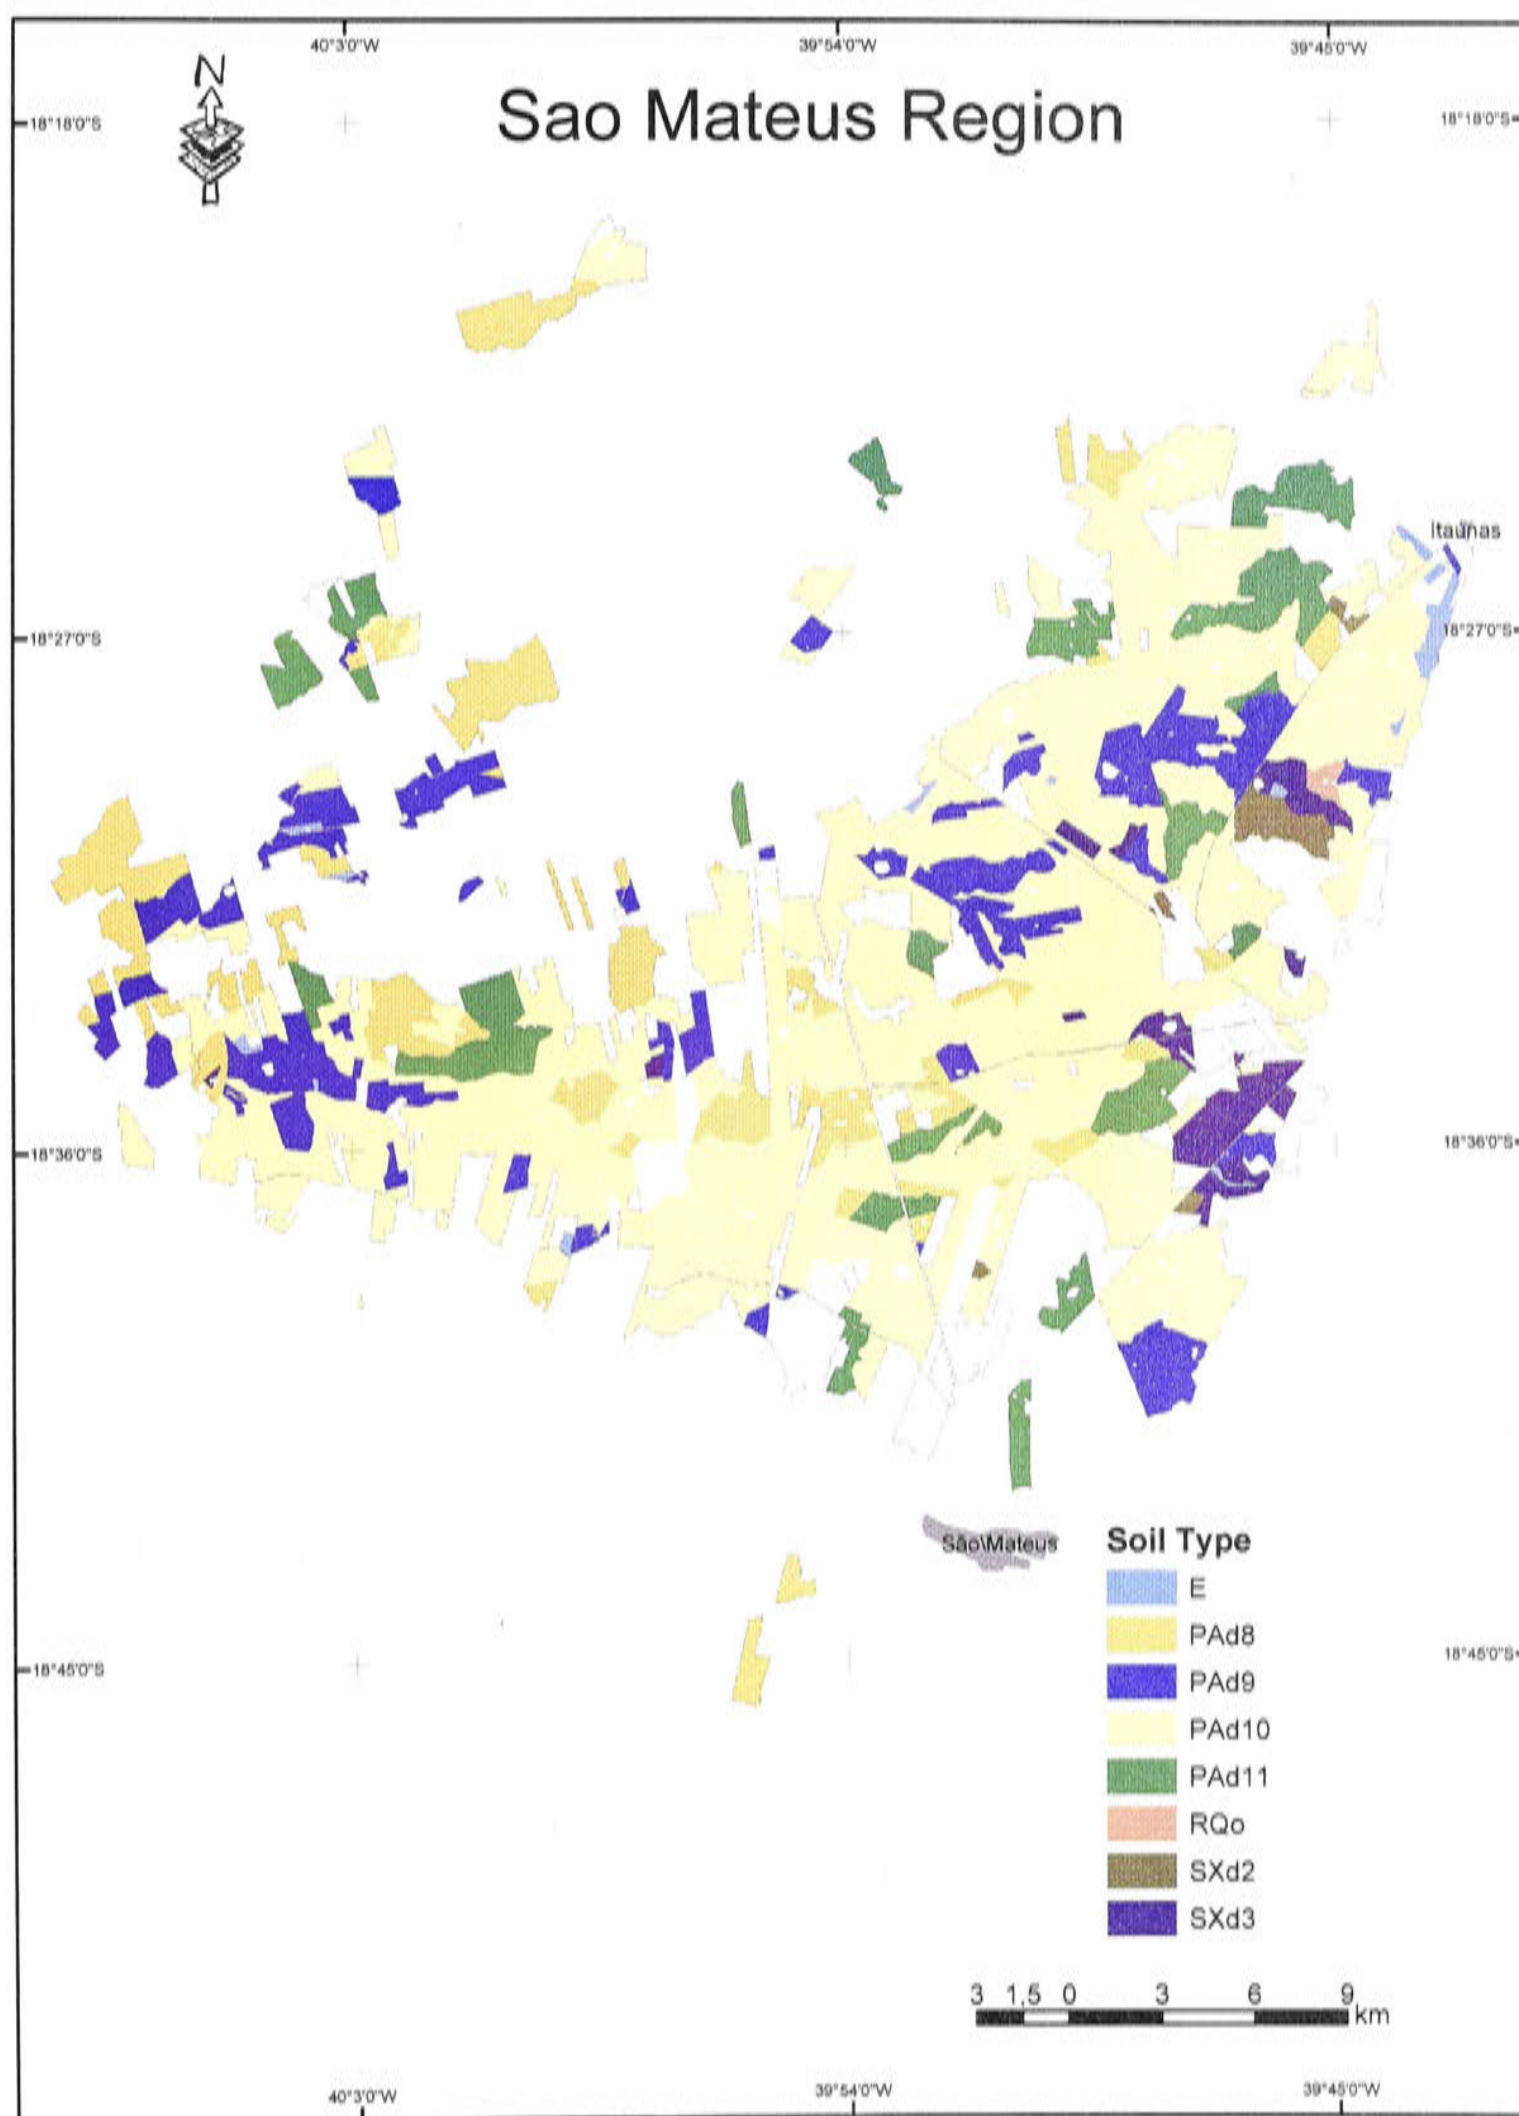 40°3'0"W 39°54'0"W 39°45'0"W
N
Sao Mateus Region
18°18'0"S 18°18'0"S
Itaúnas
18°27'0"S 18°27'0"S
18°36'0"S 18°36'0"S
São\Mateus
Soil Type
E
PAd8
18°45'0"S 18°45'0"S
PAd9
PAd10
PAd11
RQo
SXd2
SXd3
3 1,5 0 3 6 9
km
40°3'0"W 39°54'0"W 39°45'0"W